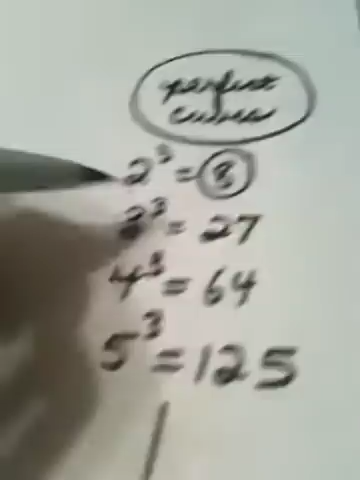 perfect
cubes
2³ = 8
3³ = 27
4³ = 64
5³ = 125